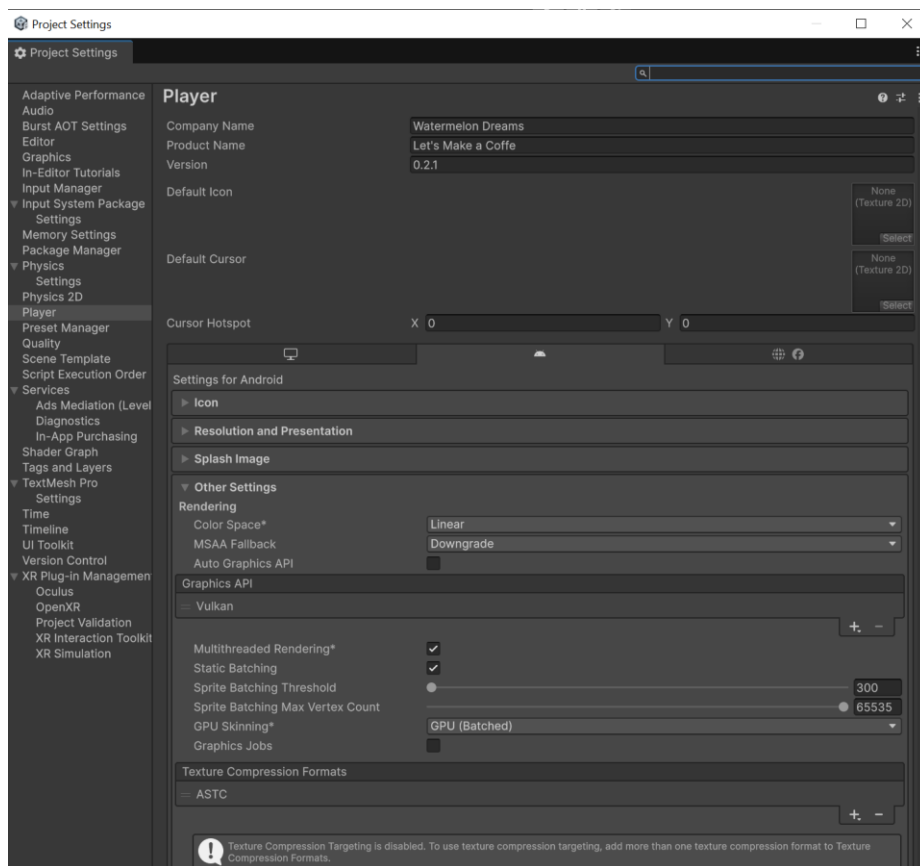 Project Settings
Project Settings
Adaptive Performance
Audio
Burst AOT Settings
Editor
Graphics
In-Editor Tutorials
Input Manager
Input System Package
Settings
Memory Settings
Package Manager
Physics
Settings
Physics 2D
Player
Preset Manager
Quality
Scene Template
Script Execution Order
Services
Ads Mediation (Level
Diagnostics
In-App Purchasing
Shader Graph
Tags and Layers
TextMesh Pro
Settings
Time
Timeline
UI Toolkit
Version Control
XR Plug-in Managemen
Oculus
OpenXR
Project Validation
XR Interaction Toolkit
XR Simulation
Player
Company Name Watermelon Dreams
Product Name Let's Make a Coffe
Version 0.2.1
Default Icon
None
(Texture 2D)
Select
Default Cursor
None
(Texture 2D)
Select
Cursor Hotspot X 0 Y 0
Settings for Android
Icon
Resolution and Presentation
Splash Image
Other Settings
Rendering
Color Space* Linear
MSAA Fallback Downgrade
Auto Graphics API
Graphics API
Vulkan
Multithreaded Rendering*
Static Batching
Sprite Batching Threshold 300
Sprite Batching Max Vertex Count 65535
GPU Skinning* GPU (Batched)
Graphics Jobs
Texture Compression Formats
ASTC
Texture Compression Targeting is disabled. To use texture compression targeting, add more than one texture compression format to Texture
Compression Formats.